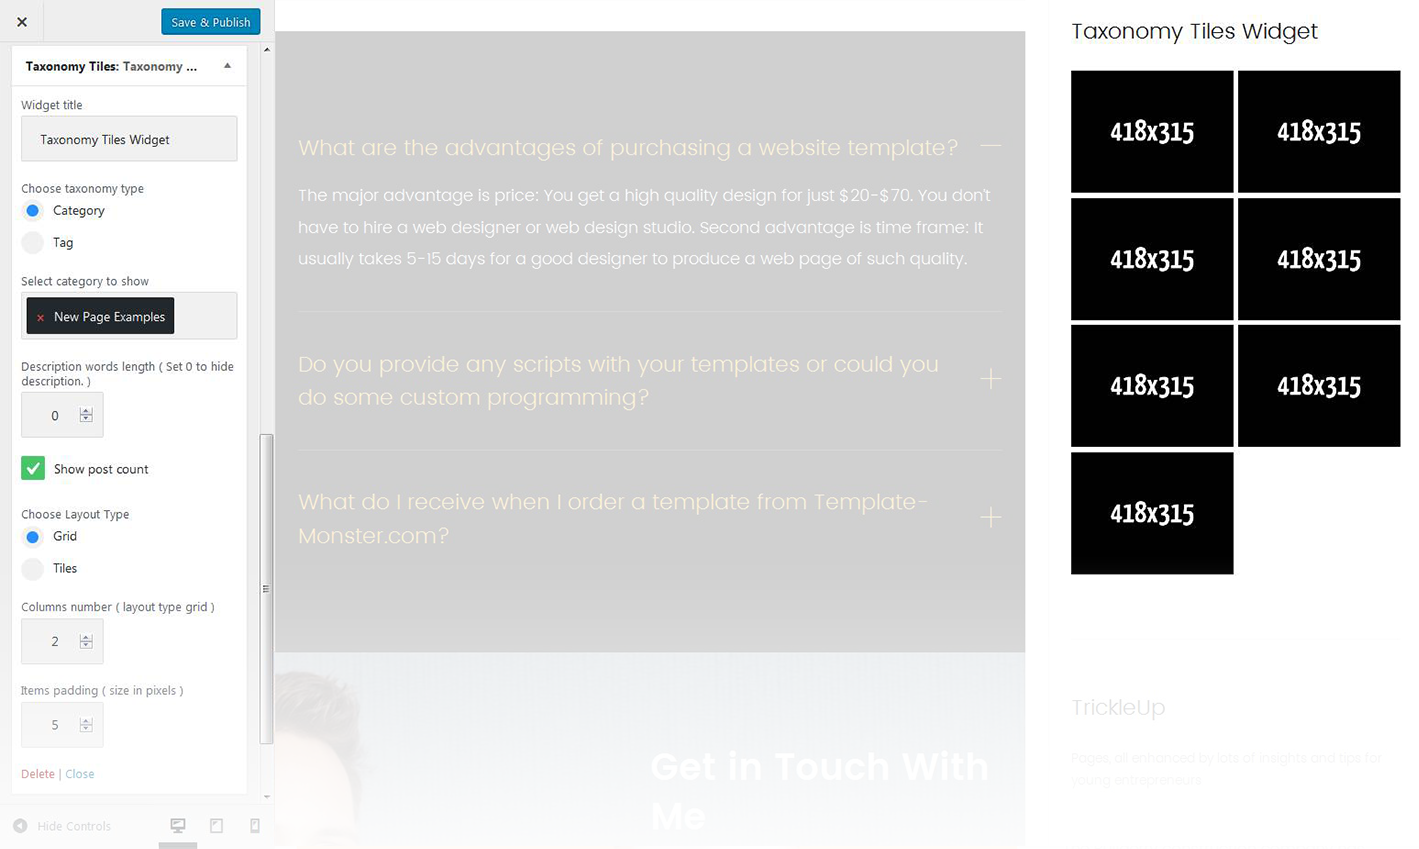 Save & Publish
Taxonomy Tiles: Taxonomy ...
Widget title
Taxonomy Tiles Widget
Choose taxonomy type
Category
Tag
Select category to show
× New Page Examples
Description words length ( Set 0 to hide
description. )
0
Show post count
Choose Layout Type
Grid
Tiles
Columns number ( layout type grid )
2
Items padding ( size in pixels )
5
Delete | Close
Hide Controls
What are the advantages of purchasing a website template?
The major advantage is price: You get a high quality design for just $20-$70. You don't
have to hire a web designer or web design studio. Second advantage is time frame: It
usually takes 5-15 days for a good designer to produce a web page of such quality.
Do you provide any scripts with your templates or could you
do some custom programming?
What do I receive when I order a template from Template-
Monster.com?
Get in Touch With
Me
Taxonomy Tiles Widget
418x315
418x315
418x315
418x315
418x315
418x315
418x315
TrickleUp
Pages, all enhanced by lots of insights and tips for
young entrepreneurs